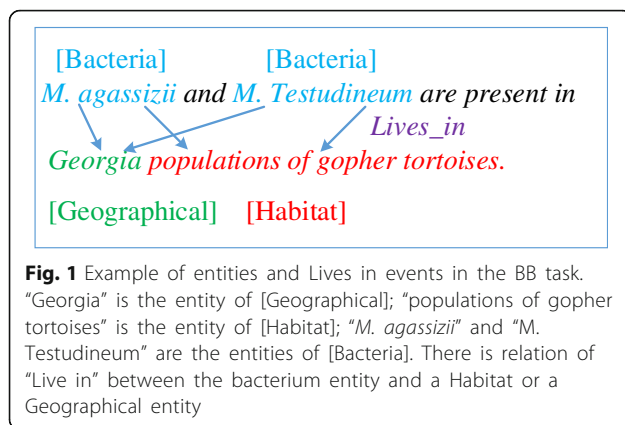 [Bacteria] [Bacteria]
M. agassizii and M. Testudineum are present in
Lives_in
Georgia populations of gopher tortoises.
[Geographical] [Habitat]
Fig. 1 Example of entities and Lives in events in the BB task.
"Georgia" is the entity of [Geographical]; "populations of gopher
tortoises" is the entity of [Habitat]; "M. agassizii" and "M.
Testudineum" are the entities of [Bacteria]. There is relation of
"Live in" between the bacterium entity and a Habitat or a
Geographical entity